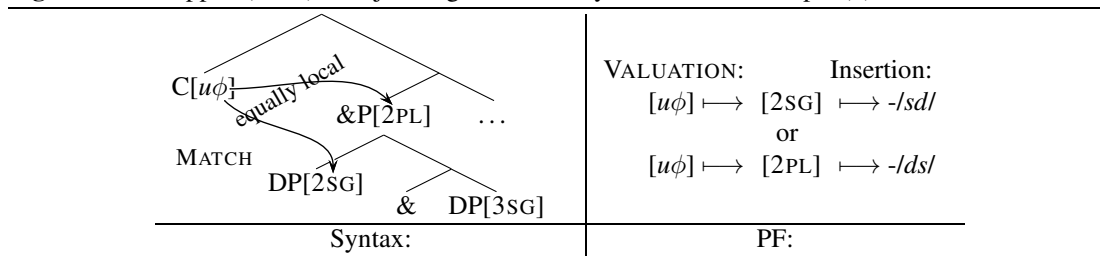 C[uϕ]
equally local
&P[2PL]
. . .
MATCH
DP[2SG]
&
DP[3SG]
Syntax:
VALUATION: Insertion:
[uϕ] ⟼ [2SG] ⟼ -/sd/
or
[uϕ] ⟼ [2PL] ⟼ -/ds/
PF: